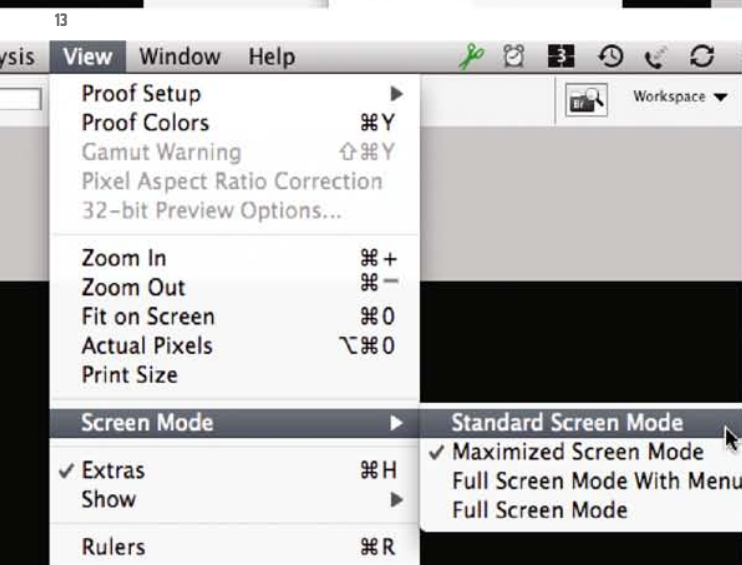 13
ysis View Window Help 3
Br Workspace
Proof Setup
Proof Colors ⌘Y
Gamut Warning ⇧⌘Y
Pixel Aspect Ratio Correction
32-bit Preview Options...
Zoom In ⌘+
Zoom Out ⌘−
Fit on Screen ⌘0
Actual Pixels ⌥⌘0
Print Size
Screen Mode
Standard Screen Mode
✓ Maximized Screen Mode
✓ Extras ⌘H
Full Screen Mode With Menu
Show
Full Screen Mode
Rulers ⌘R